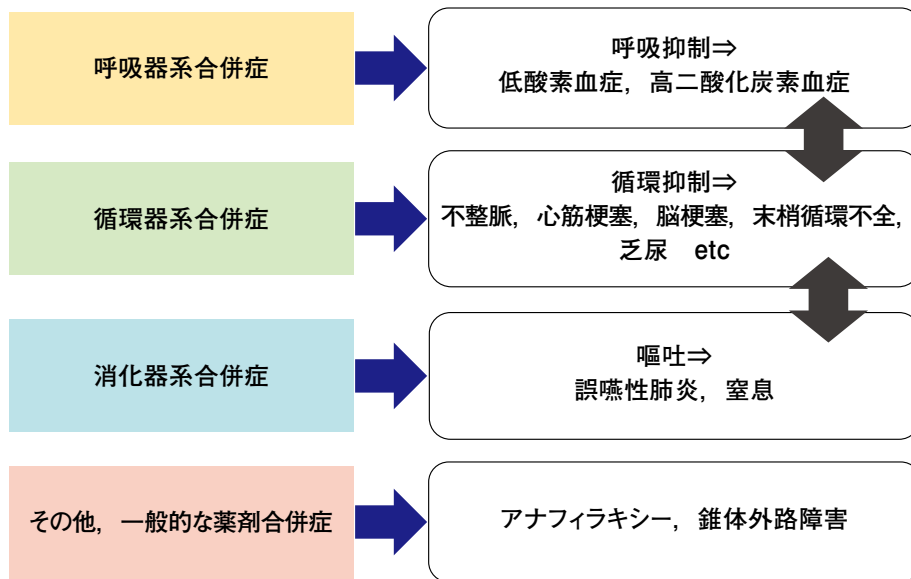 呼吸器系合併症
呼吸抑制⇒
低酸素血症，高二酸化炭素血症
循環器系合併症
循環抑制⇒
不整脈，心筋梗塞，脳梗塞，末梢循環不全，
乏尿　etc
消化器系合併症
嘔吐⇒
誤嚥性肺炎，窒息
その他，一般的な薬剤合併症
アナフィラキシー，錐体外路障害